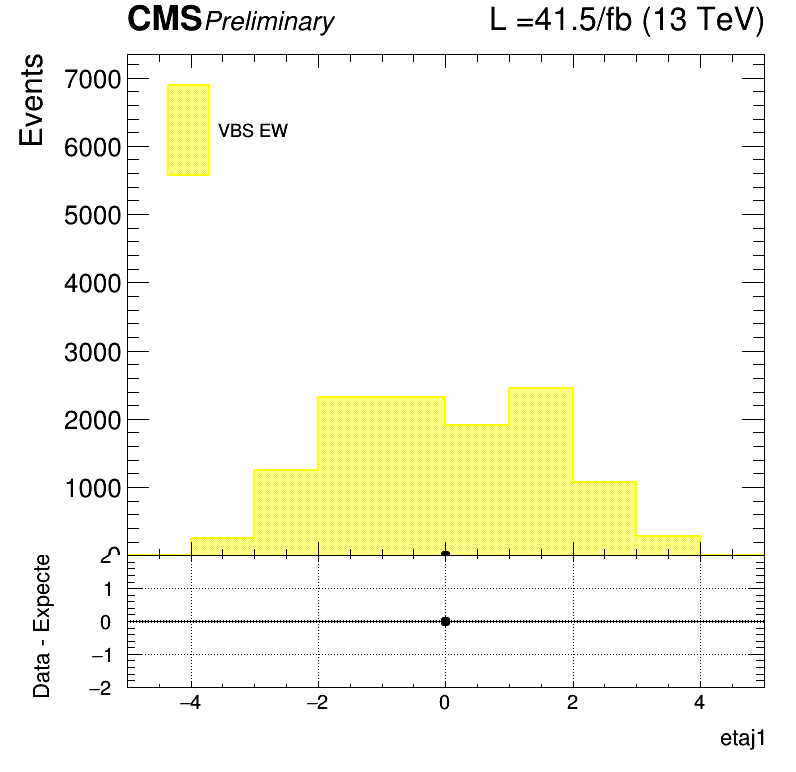 CMS Preliminary L =41.5/fb (13 TeV)
Events
7000
6000
5000
4000
3000
2000
1000
VBS EW
Data - Expecte
2
1
0
−1
−2
−4 −2 0 2 4
etaj1